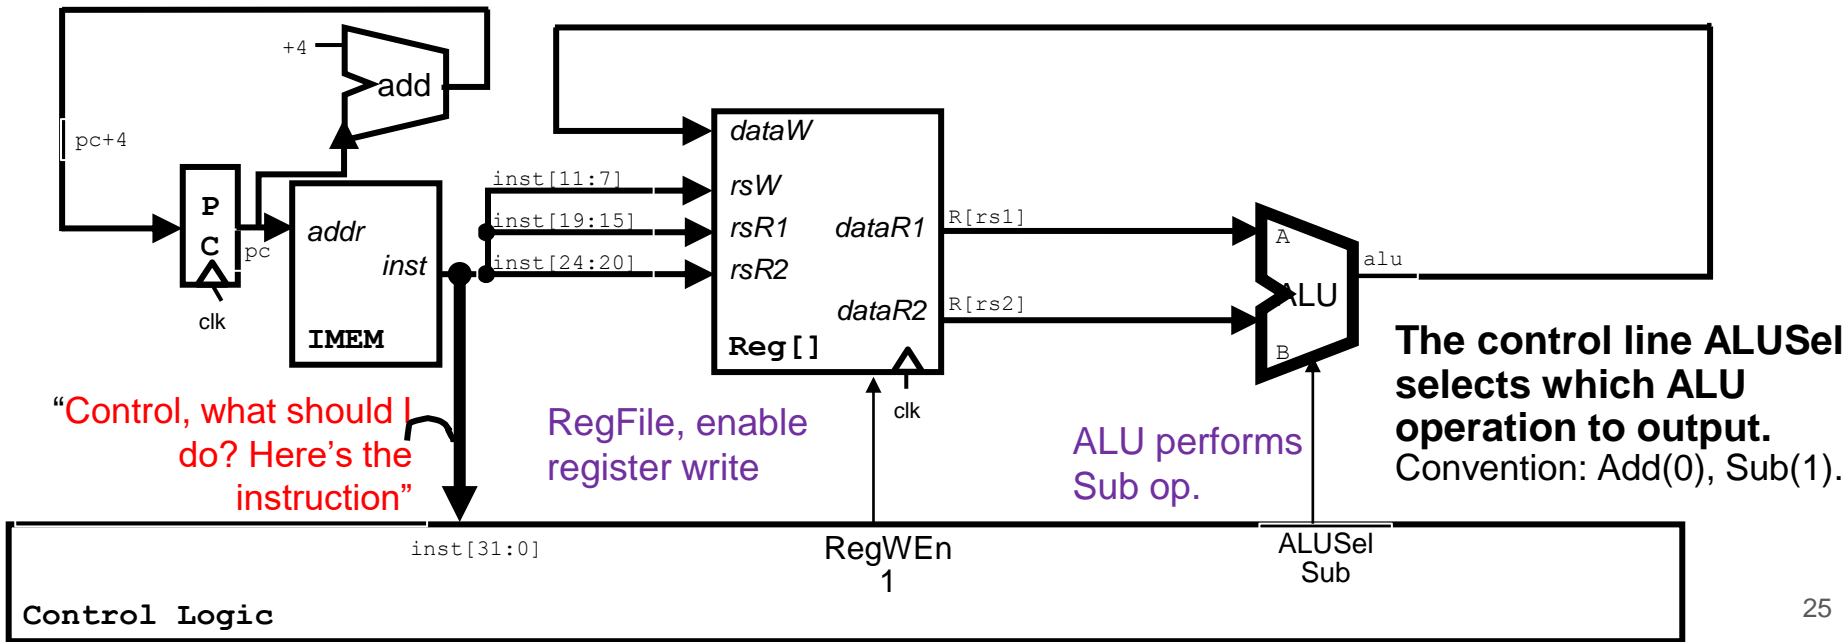 +4
add
pc+4
P
C
pc
clk
addr
inst
IMEM
inst[11:7]
inst[19:15]
inst[24:20]
dataW
rsW
rsR1
rsR2
dataR1
dataR2
Reg[]
clk
R[rs1]
R[rs2]
A
ALU
B
alu
The control line ALUSel
selects which ALU
operation to output.
Convention: Add(0), Sub(1).
“Control, what should I
do? Here’s the
instruction”
RegFile, enable
register write
ALU performs
Sub op.
inst[31:0]
RegWEn
1
ALUSel
Sub
Control Logic
25